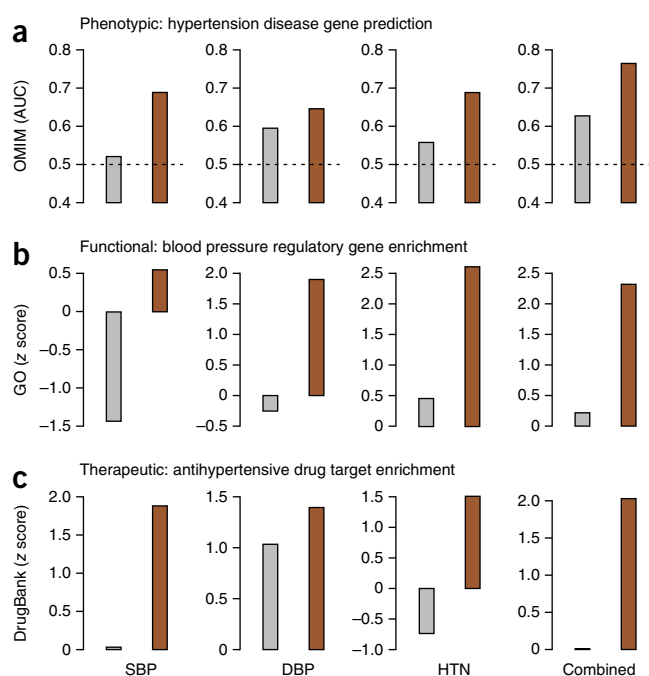 a
Phenotypic: hypertension disease gene prediction
OMIM (AUC)
0.8 0.8 0.8 0.8
0.7 0.7 0.7 0.7
0.6 0.6 0.6 0.6
0.5 0.5 0.5 0.5
0.4 0.4 0.4 0.4
b
Functional: blood pressure regulatory gene enrichment
GO (z score)
0.5 2.0 2.5 2.5
0 1.5 2.0 2.0
–0.5 1.0 1.5 1.5
–1.0 0.5 1.0 1.0
–1.5 0 0.5 0.5
–0.5 0 0
c
Therapeutic: antihypertensive drug target enrichment
DrugBank (z score)
2.0 1.5 1.5 2.0
1.5 1.0 1.0 1.5
1.0 0.5 0.5 1.0
0.5 0 0 0.5
0 –0.5 0
–1.0
SBP DBP HTN Combined